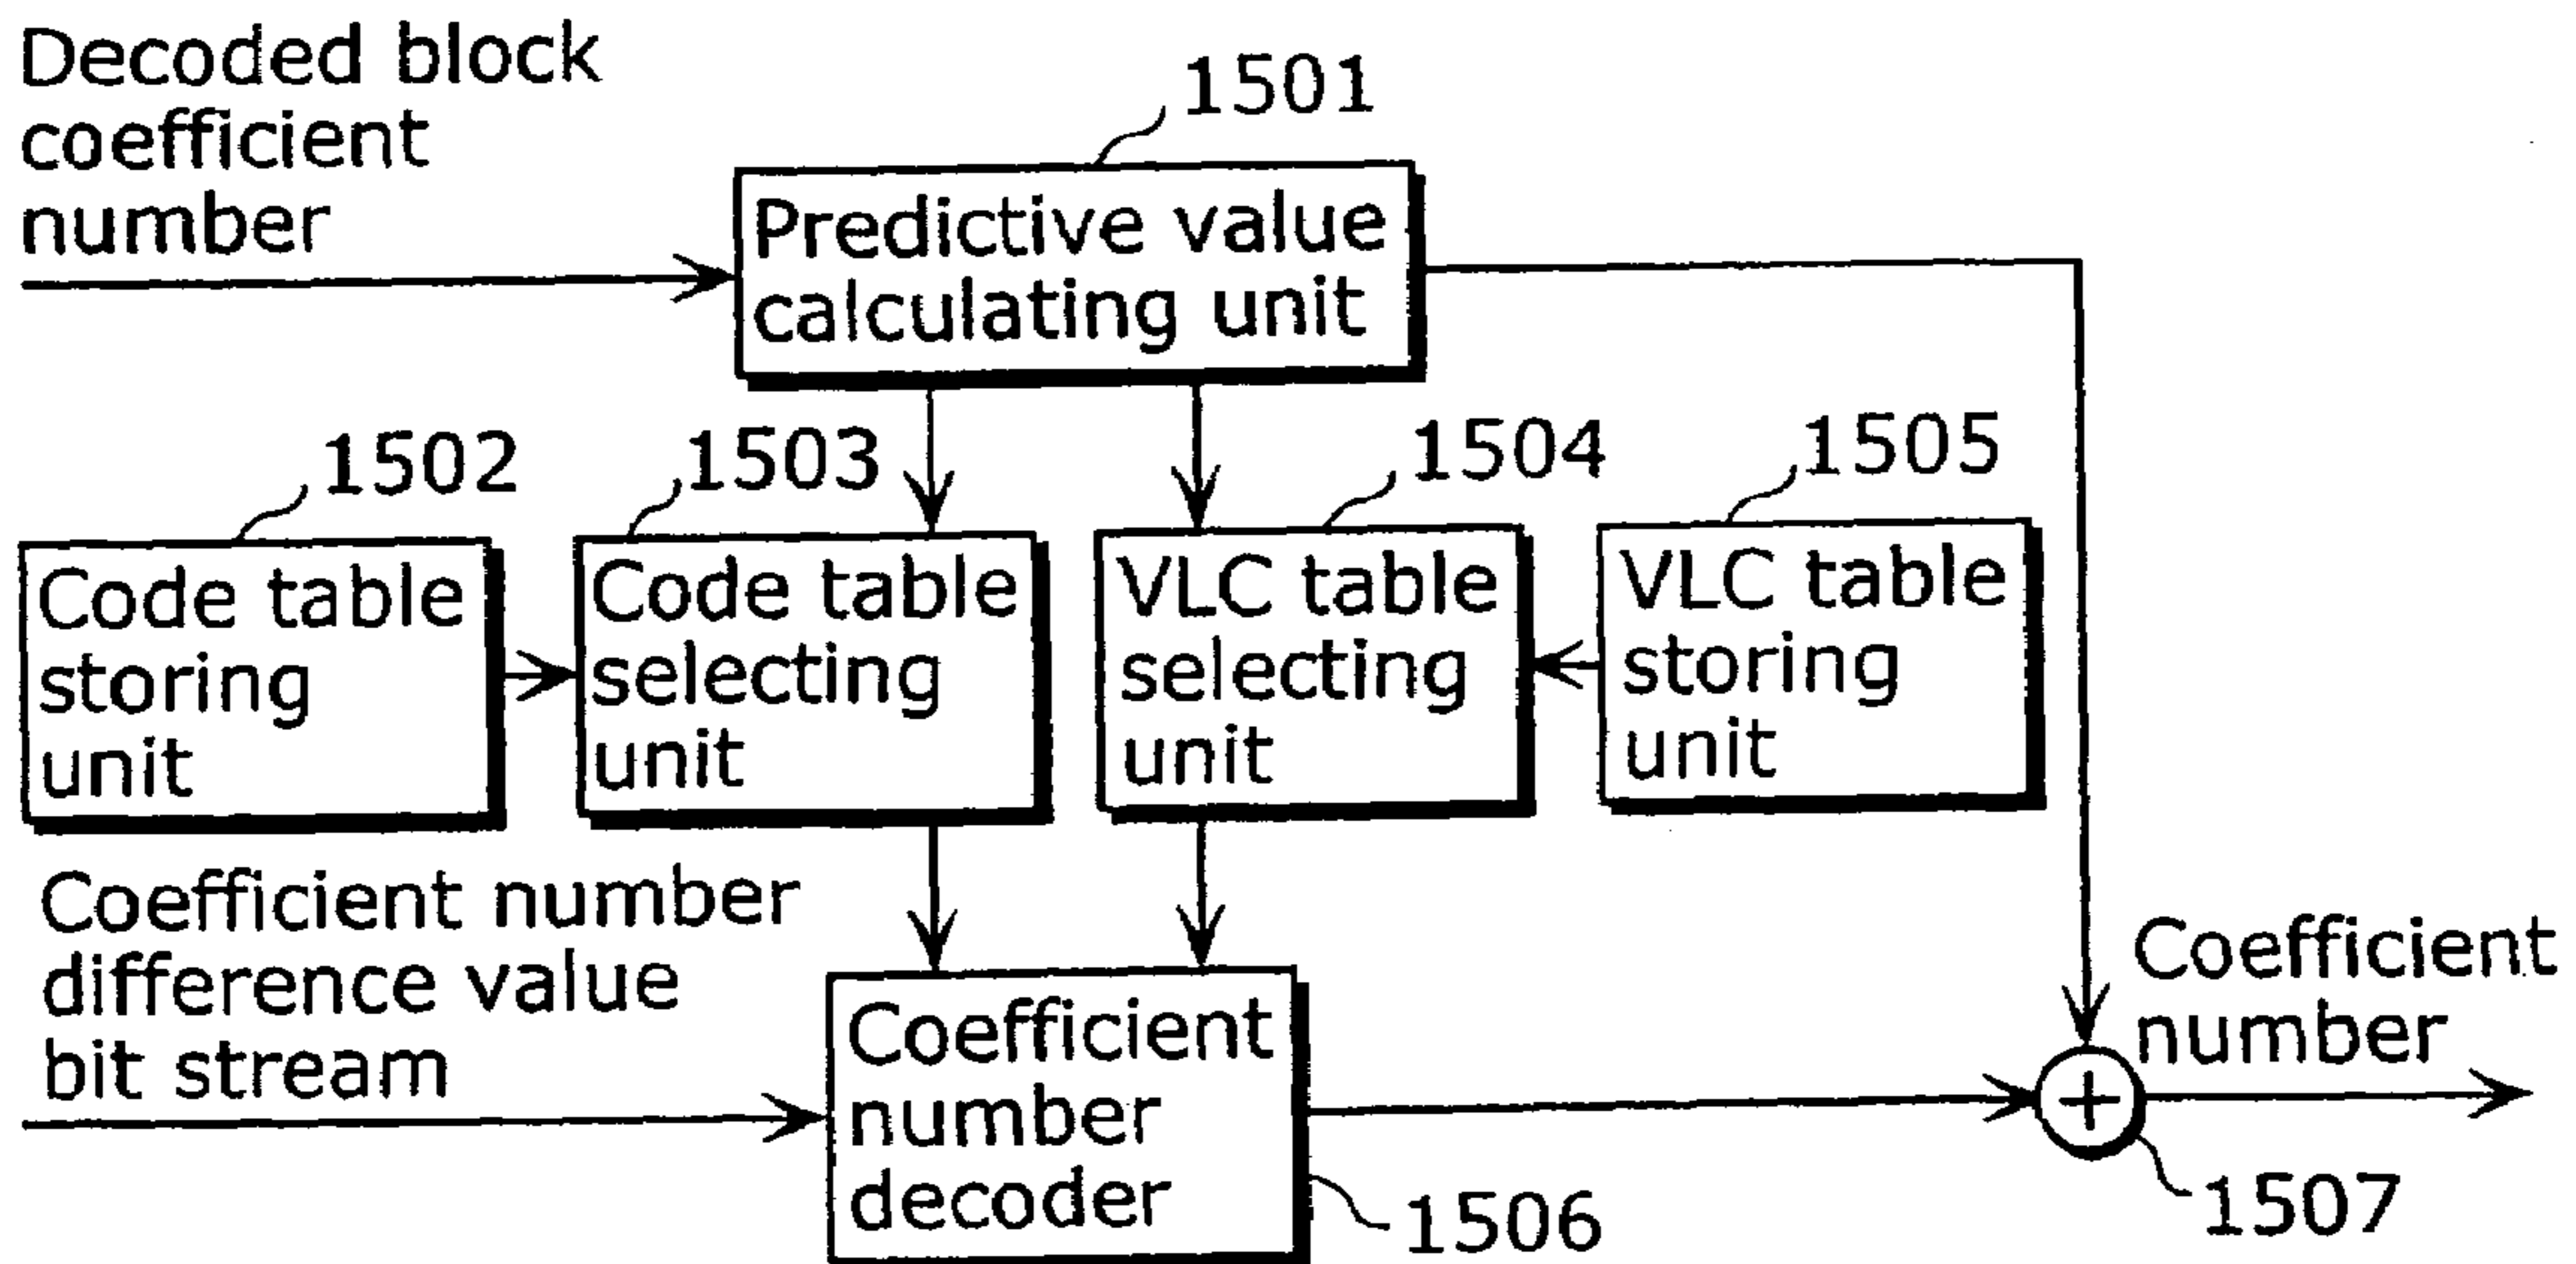 Decoded block
coefficient
number
1501
Predictive value
calculating unit
1502
1503
1504
1505
Code table
storing
unit
Code table
selecting
unit
VLC table
selecting
unit
VLC table
storing
unit
Coefficient number
difference value
bit stream
Coefficient
number
decoder
1506
Coefficient
number
+
1507